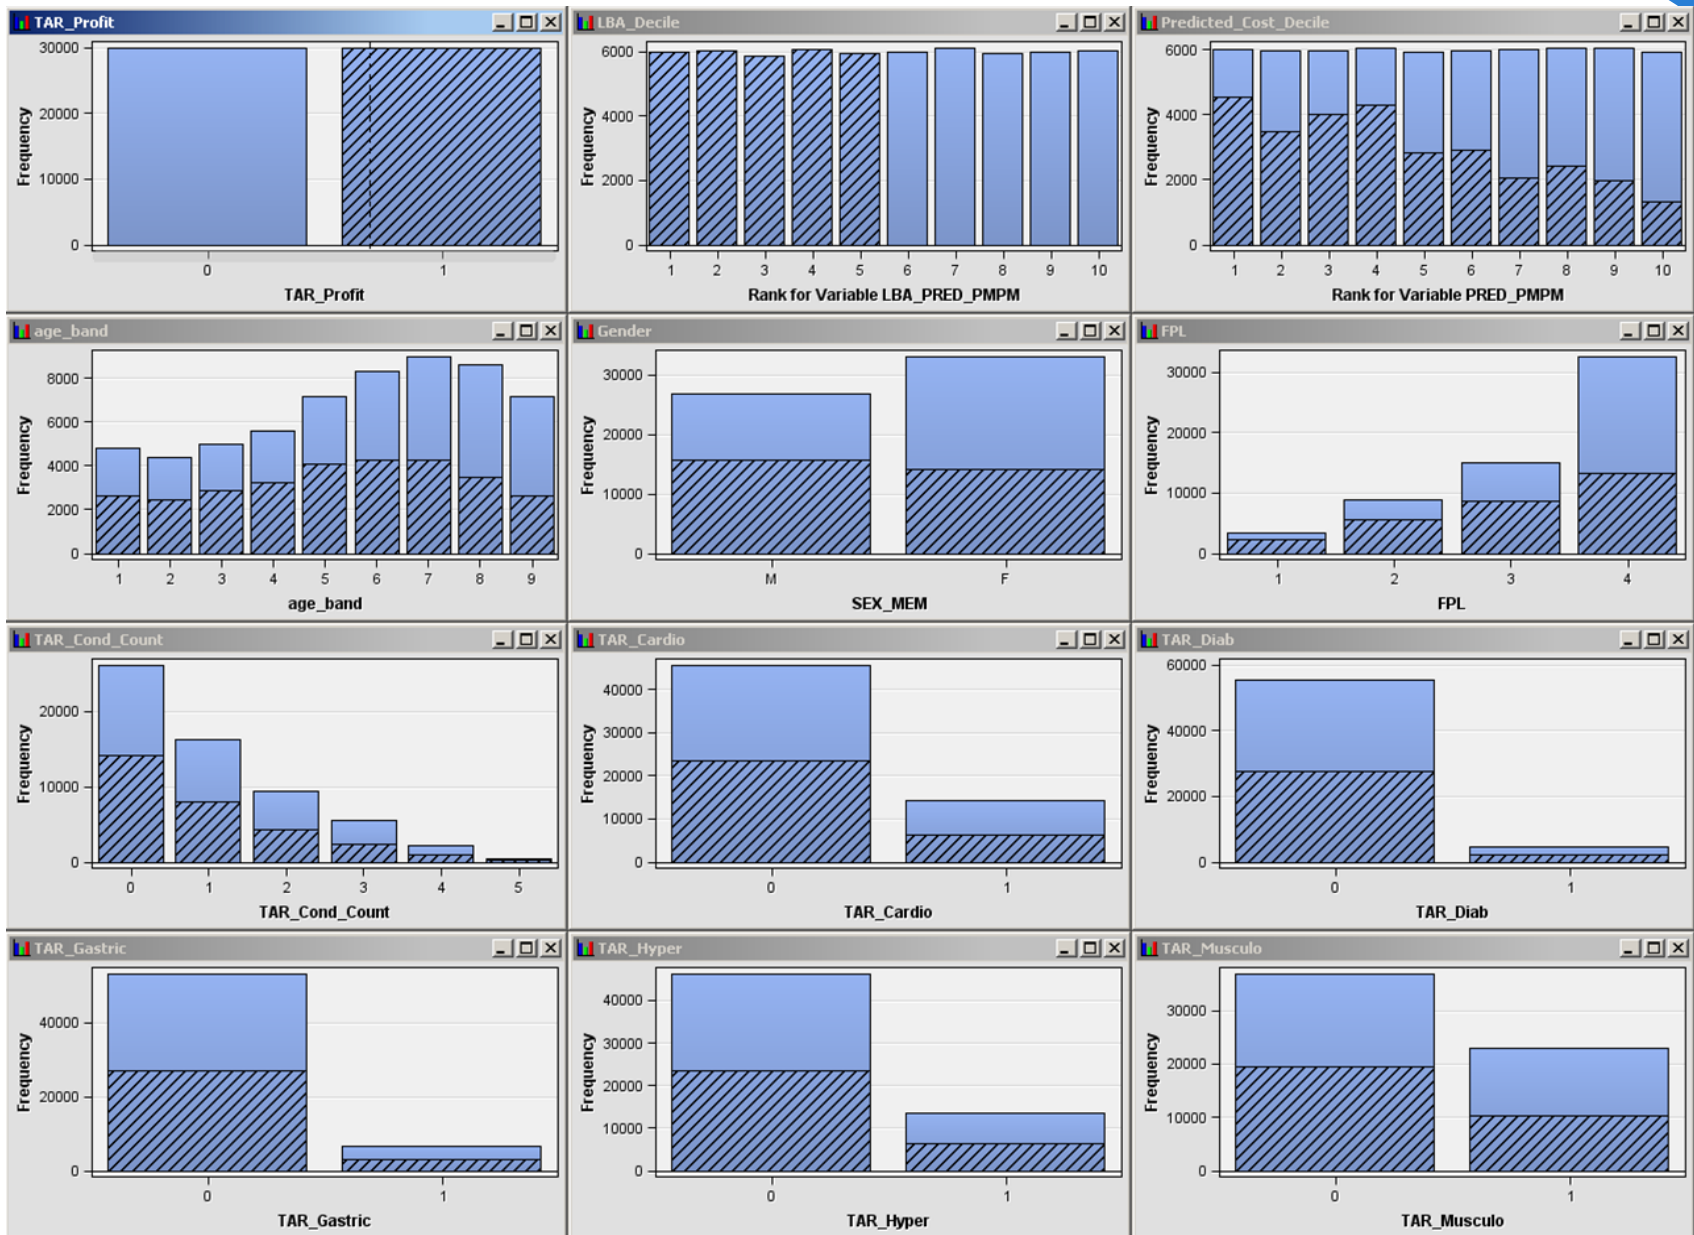 TAR_Profit
30000
20000
10000
0
Frequency
0 1
TAR_Profit
LBA_Decile
6000
4000
2000
0
Frequency
1 2 3 4 5 6 7 8 9 10
Rank for Variable LBA_PRED_PMPM
Predicted_Cost_Decile
6000
4000
2000
0
Frequency
1 2 3 4 5 6 7 8 9 10
Rank for Variable PRED_PMPM
age_band
8000
6000
4000
2000
0
Frequency
1 2 3 4 5 6 7 8 9
age_band
Gender
30000
20000
10000
0
Frequency
M F
SEX_MEM
FPL
30000
20000
10000
0
Frequency
1 2 3 4
FPL
TAR_Cond_Count
20000
10000
0
Frequency
0 1 2 3 4 5
TAR_Cond_Count
TAR_Cardio
40000
30000
20000
10000
0
Frequency
0 1
TAR_Cardio
TAR_Diab
60000
40000
20000
0
Frequency
0 1
TAR_Diab
TAR_Gastric
40000
20000
0
Frequency
0 1
TAR_Gastric
TAR_Hyper
40000
30000
20000
10000
0
Frequency
0 1
TAR_Hyper
TAR_Musculo
30000
20000
10000
0
Frequency
0 1
TAR_Musculo